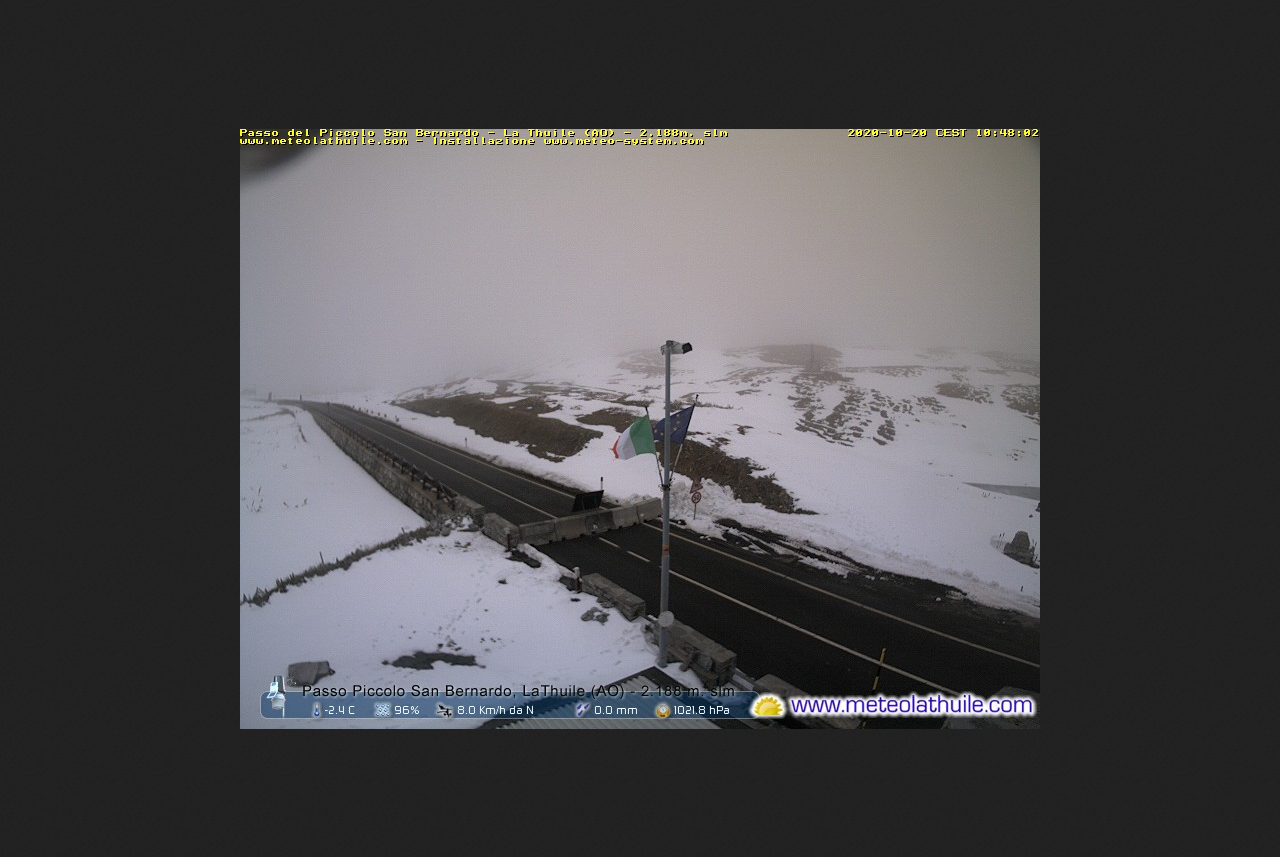 Passo del Piccolo San Bernardo - La Thuile (AO) - 2.188m. slm 2020-10-20 CEST 10:48:02
www.meteolathuile.com - Installazione www.meteo-system.com
Passo Piccolo San Bernardo, LaThuile (AO) - 2.188 m. slm
-2.4 C 96% 8.0 Km/h da N 0.0 mm 1021.8 hPa
www.meteolathuile.com